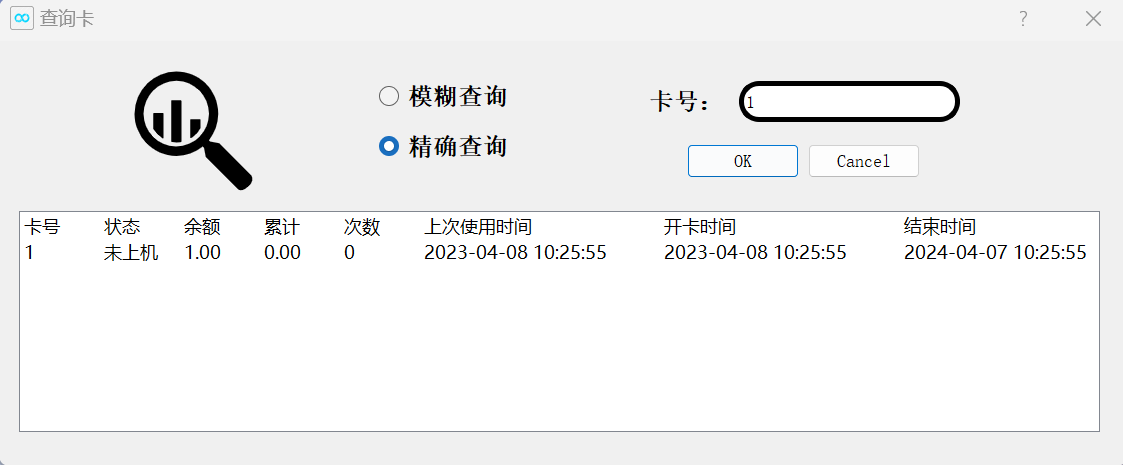 查询卡
模糊查询
卡号： 1
精确查询
OK Cancel
卡号 状态 余额 累计 次数 上次使用时间 开卡时间 结束时间
1 未上机 1.00 0.00 0 2023-04-08 10:25:55 2023-04-08 10:25:55 2024-04-07 10:25:55